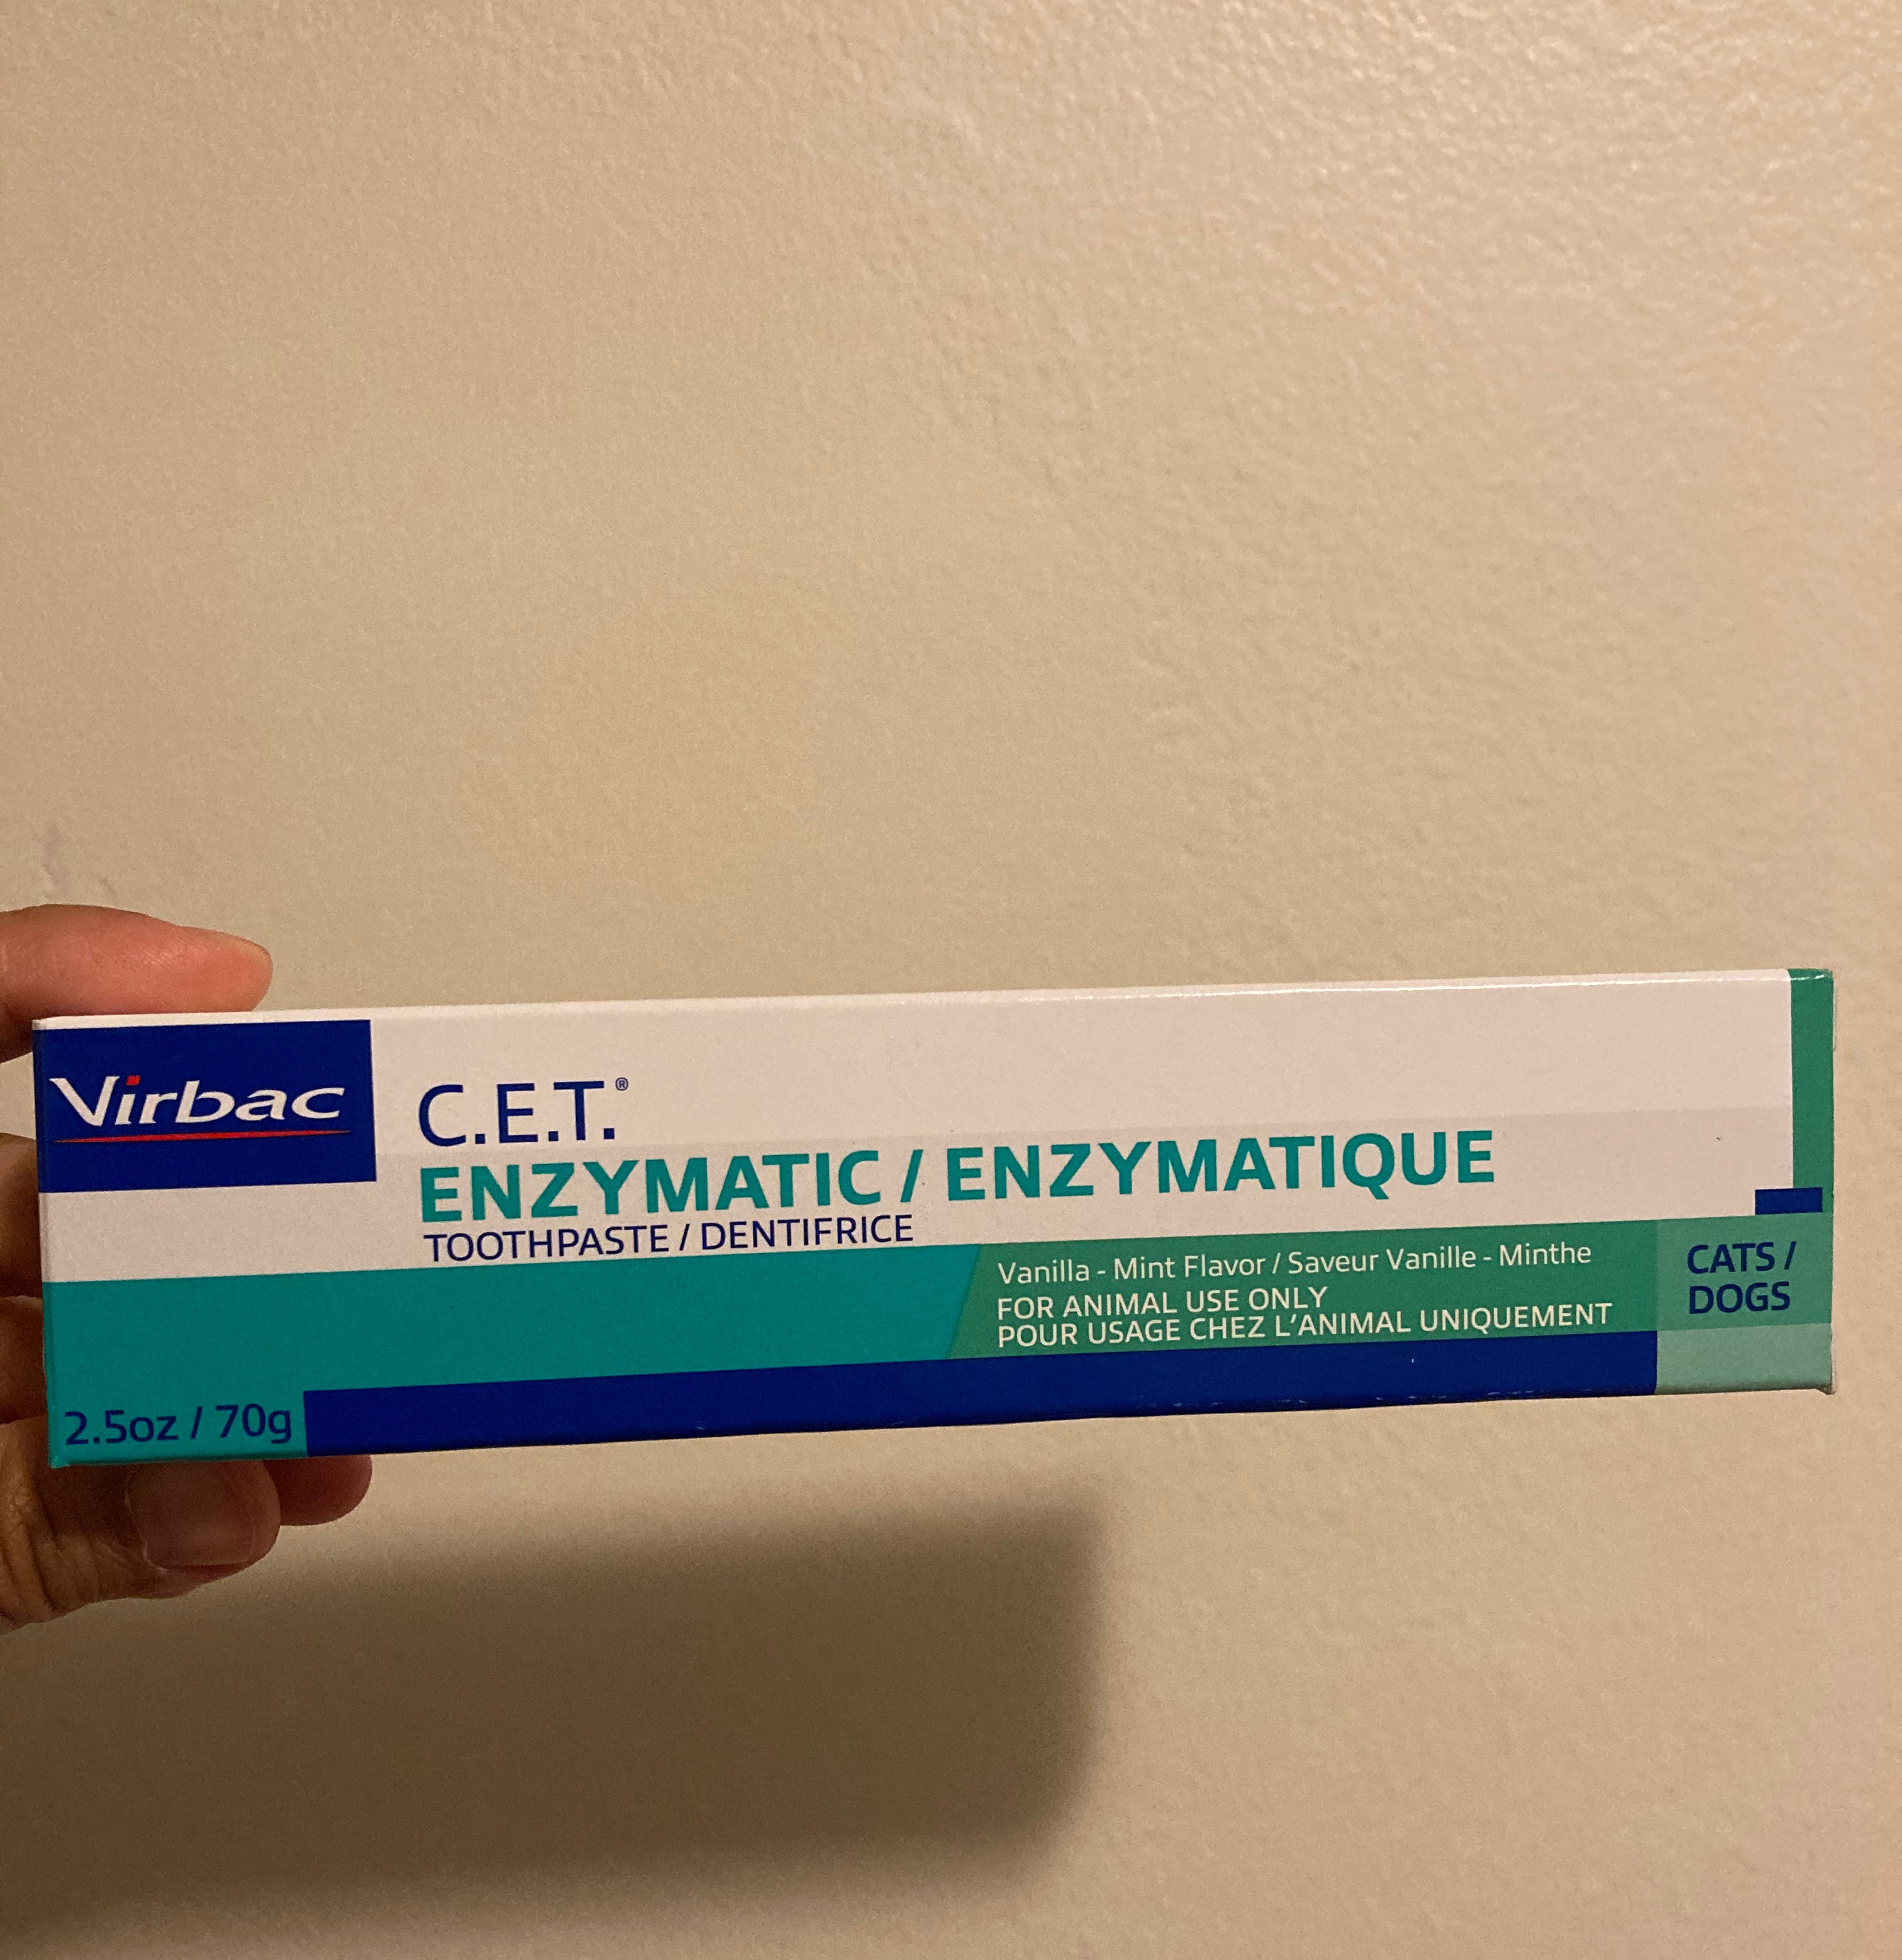 Virbac
C.E.T.®
ENZYMATIC / ENZYMATIQUE
TOOTHPASTE / DENTIFRICE
Vanilla - Mint Flavor / Saveur Vanille - Minthe
FOR ANIMAL USE ONLY
POUR USAGE CHEZ L'ANIMAL UNIQUEMENT
CATS /
DOGS
2.5oz / 70g